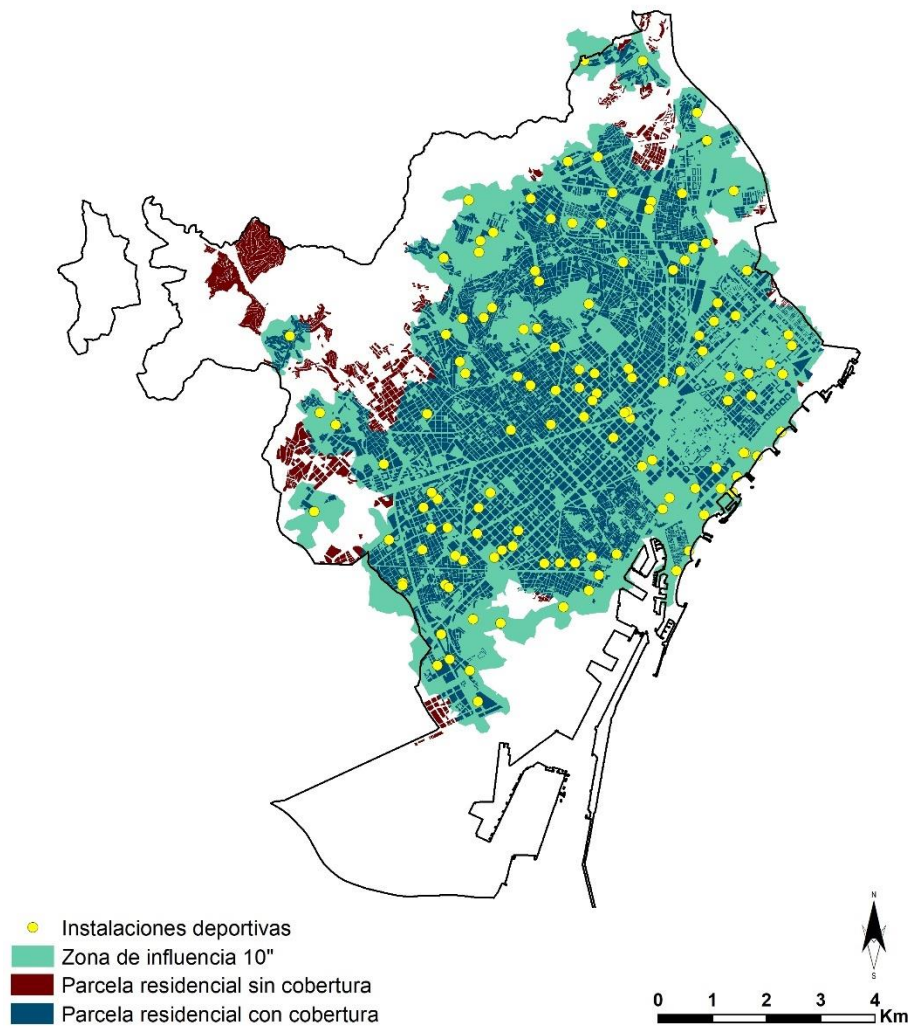 Instalaciones deportivas
Zona de influencia 10"
Parcela residencial sin cobertura
Parcela residencial con cobertura
N
S
0 1 2 3 4
Km